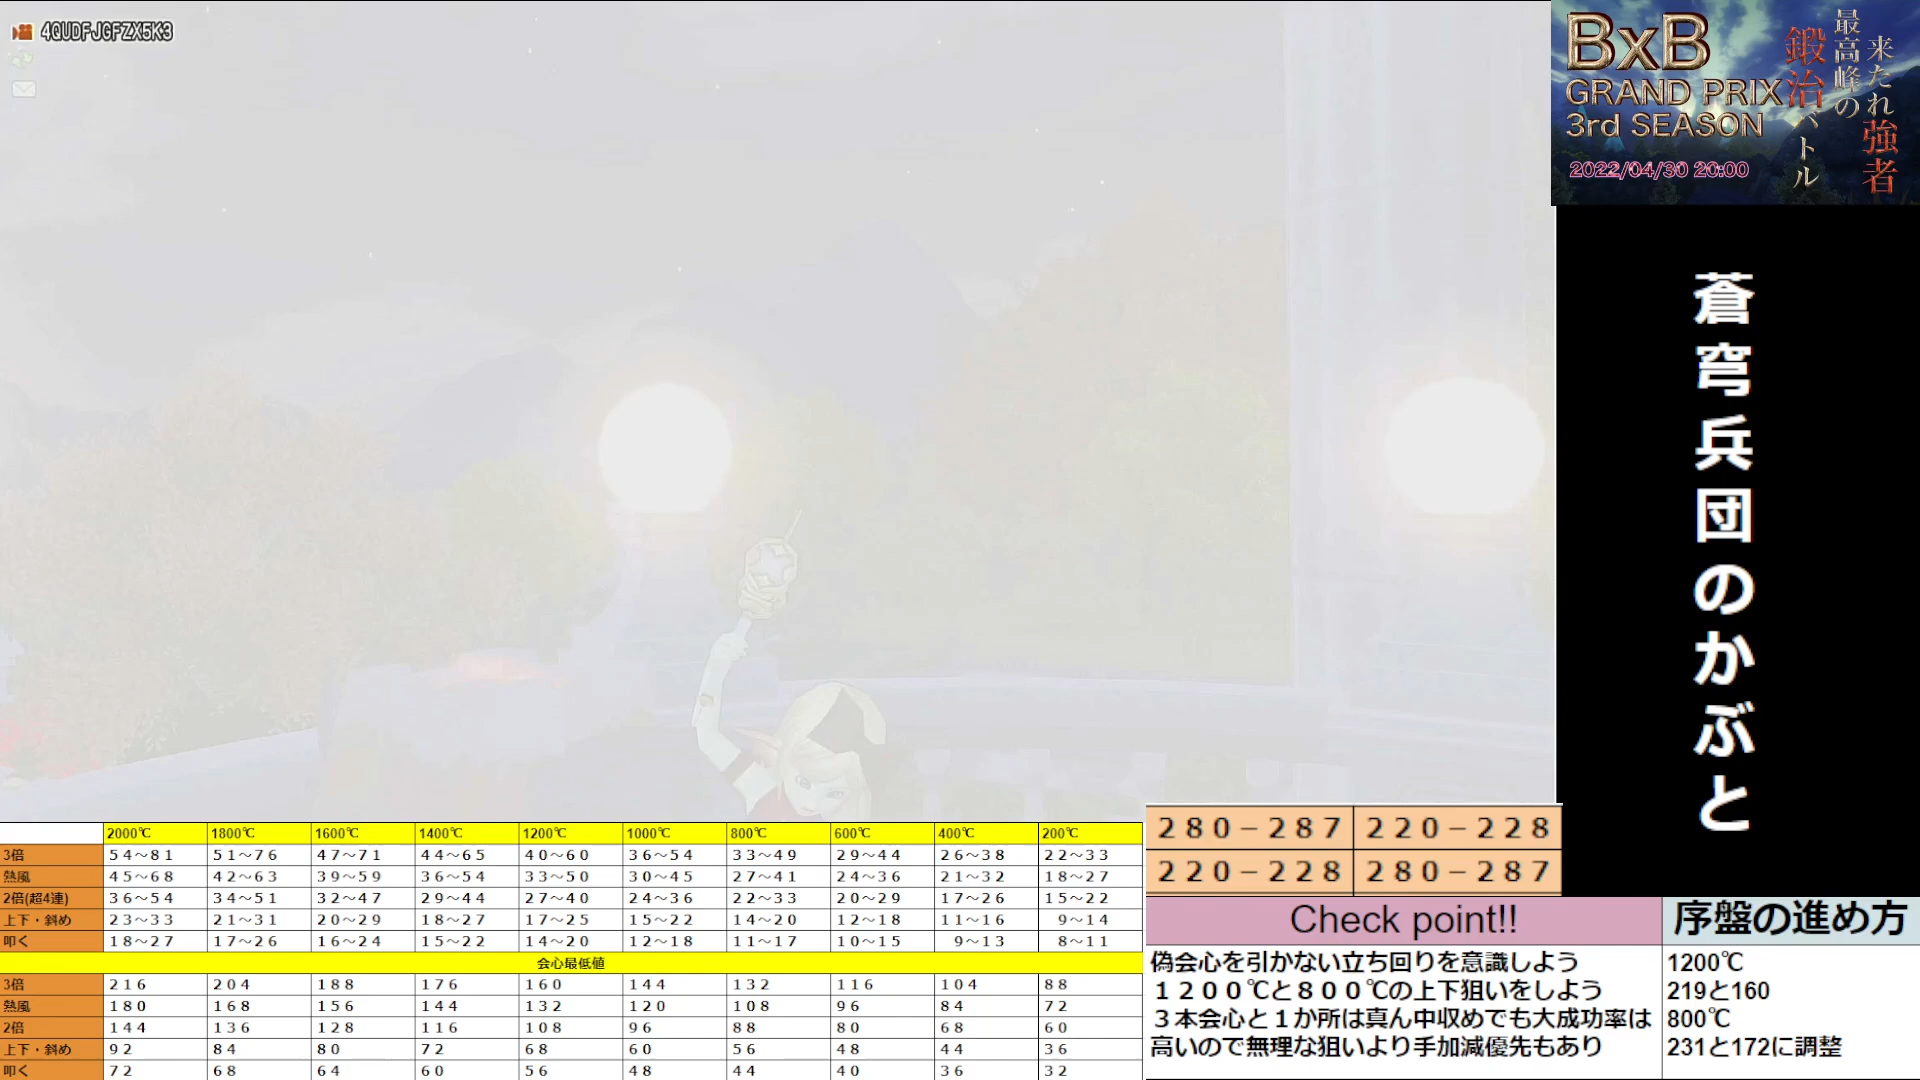 4QUDFJGFZX5K3
BxB
GRAND PRIX
3rd SEASON
2022/04/30 20:00
来たれ強者
最高峰の
鍛冶バトル
蒼穹兵団のかぶと
2000℃ 1800℃ 1600℃ 1400℃ 1200℃ 1000℃ 800℃ 600℃ 400℃ 200℃
3倍 54～81 51～76 47～71 44～65 40～60 36～54 33～49 29～44 26～38 22～33
熱風 45～68 42～63 39～59 36～54 33～50 30～45 27～41 24～36 21～32 18～27
2倍(超4連) 36～54 34～51 32～47 29～44 27～40 24～36 22～33 20～29 17～26 15～22
上下・斜め 23～33 21～31 20～29 18～27 17～25 15～22 14～20 12～18 11～16 9～14
叩く 18～27 17～26 16～24 15～22 14～20 12～18 11～17 10～15 9～13 8～11
会心最低値
3倍 216 204 188 176 160 144 132 116 104 88
熱風 180 168 156 144 132 120 108 96 84 72
2倍 144 136 128 116 108 96 88 80 68 60
上下・斜め 92 84 80 72 68 60 56 48 44 36
叩く 72 68 64 60 56 48 44 40 36 32
280-287 220-228
220-228 280-287
Check point!!
偽会心を引かない立ち回りを意識しよう
１２００℃と８００℃の上下狙いをしよう
３本会心と１か所は真ん中収めでも大成功率は
高いので無理な狙いより手加減優先もあり
序盤の進め方
1200℃
219と160
800℃
231と172に調整